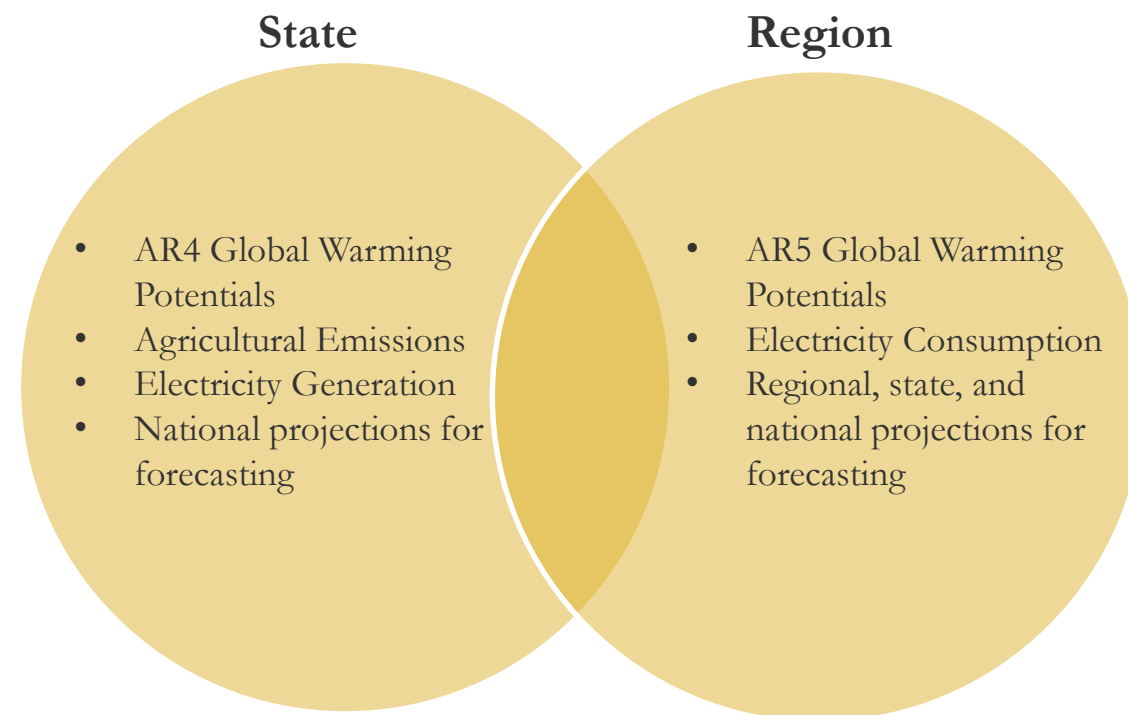 State
Region
• AR4 Global Warming
Potentials
• Agricultural Emissions
• Electricity Generation
• National projections for
forecasting
• AR5 Global Warming
Potentials
• Electricity Consumption
• Regional, state, and
national projections for
forecasting